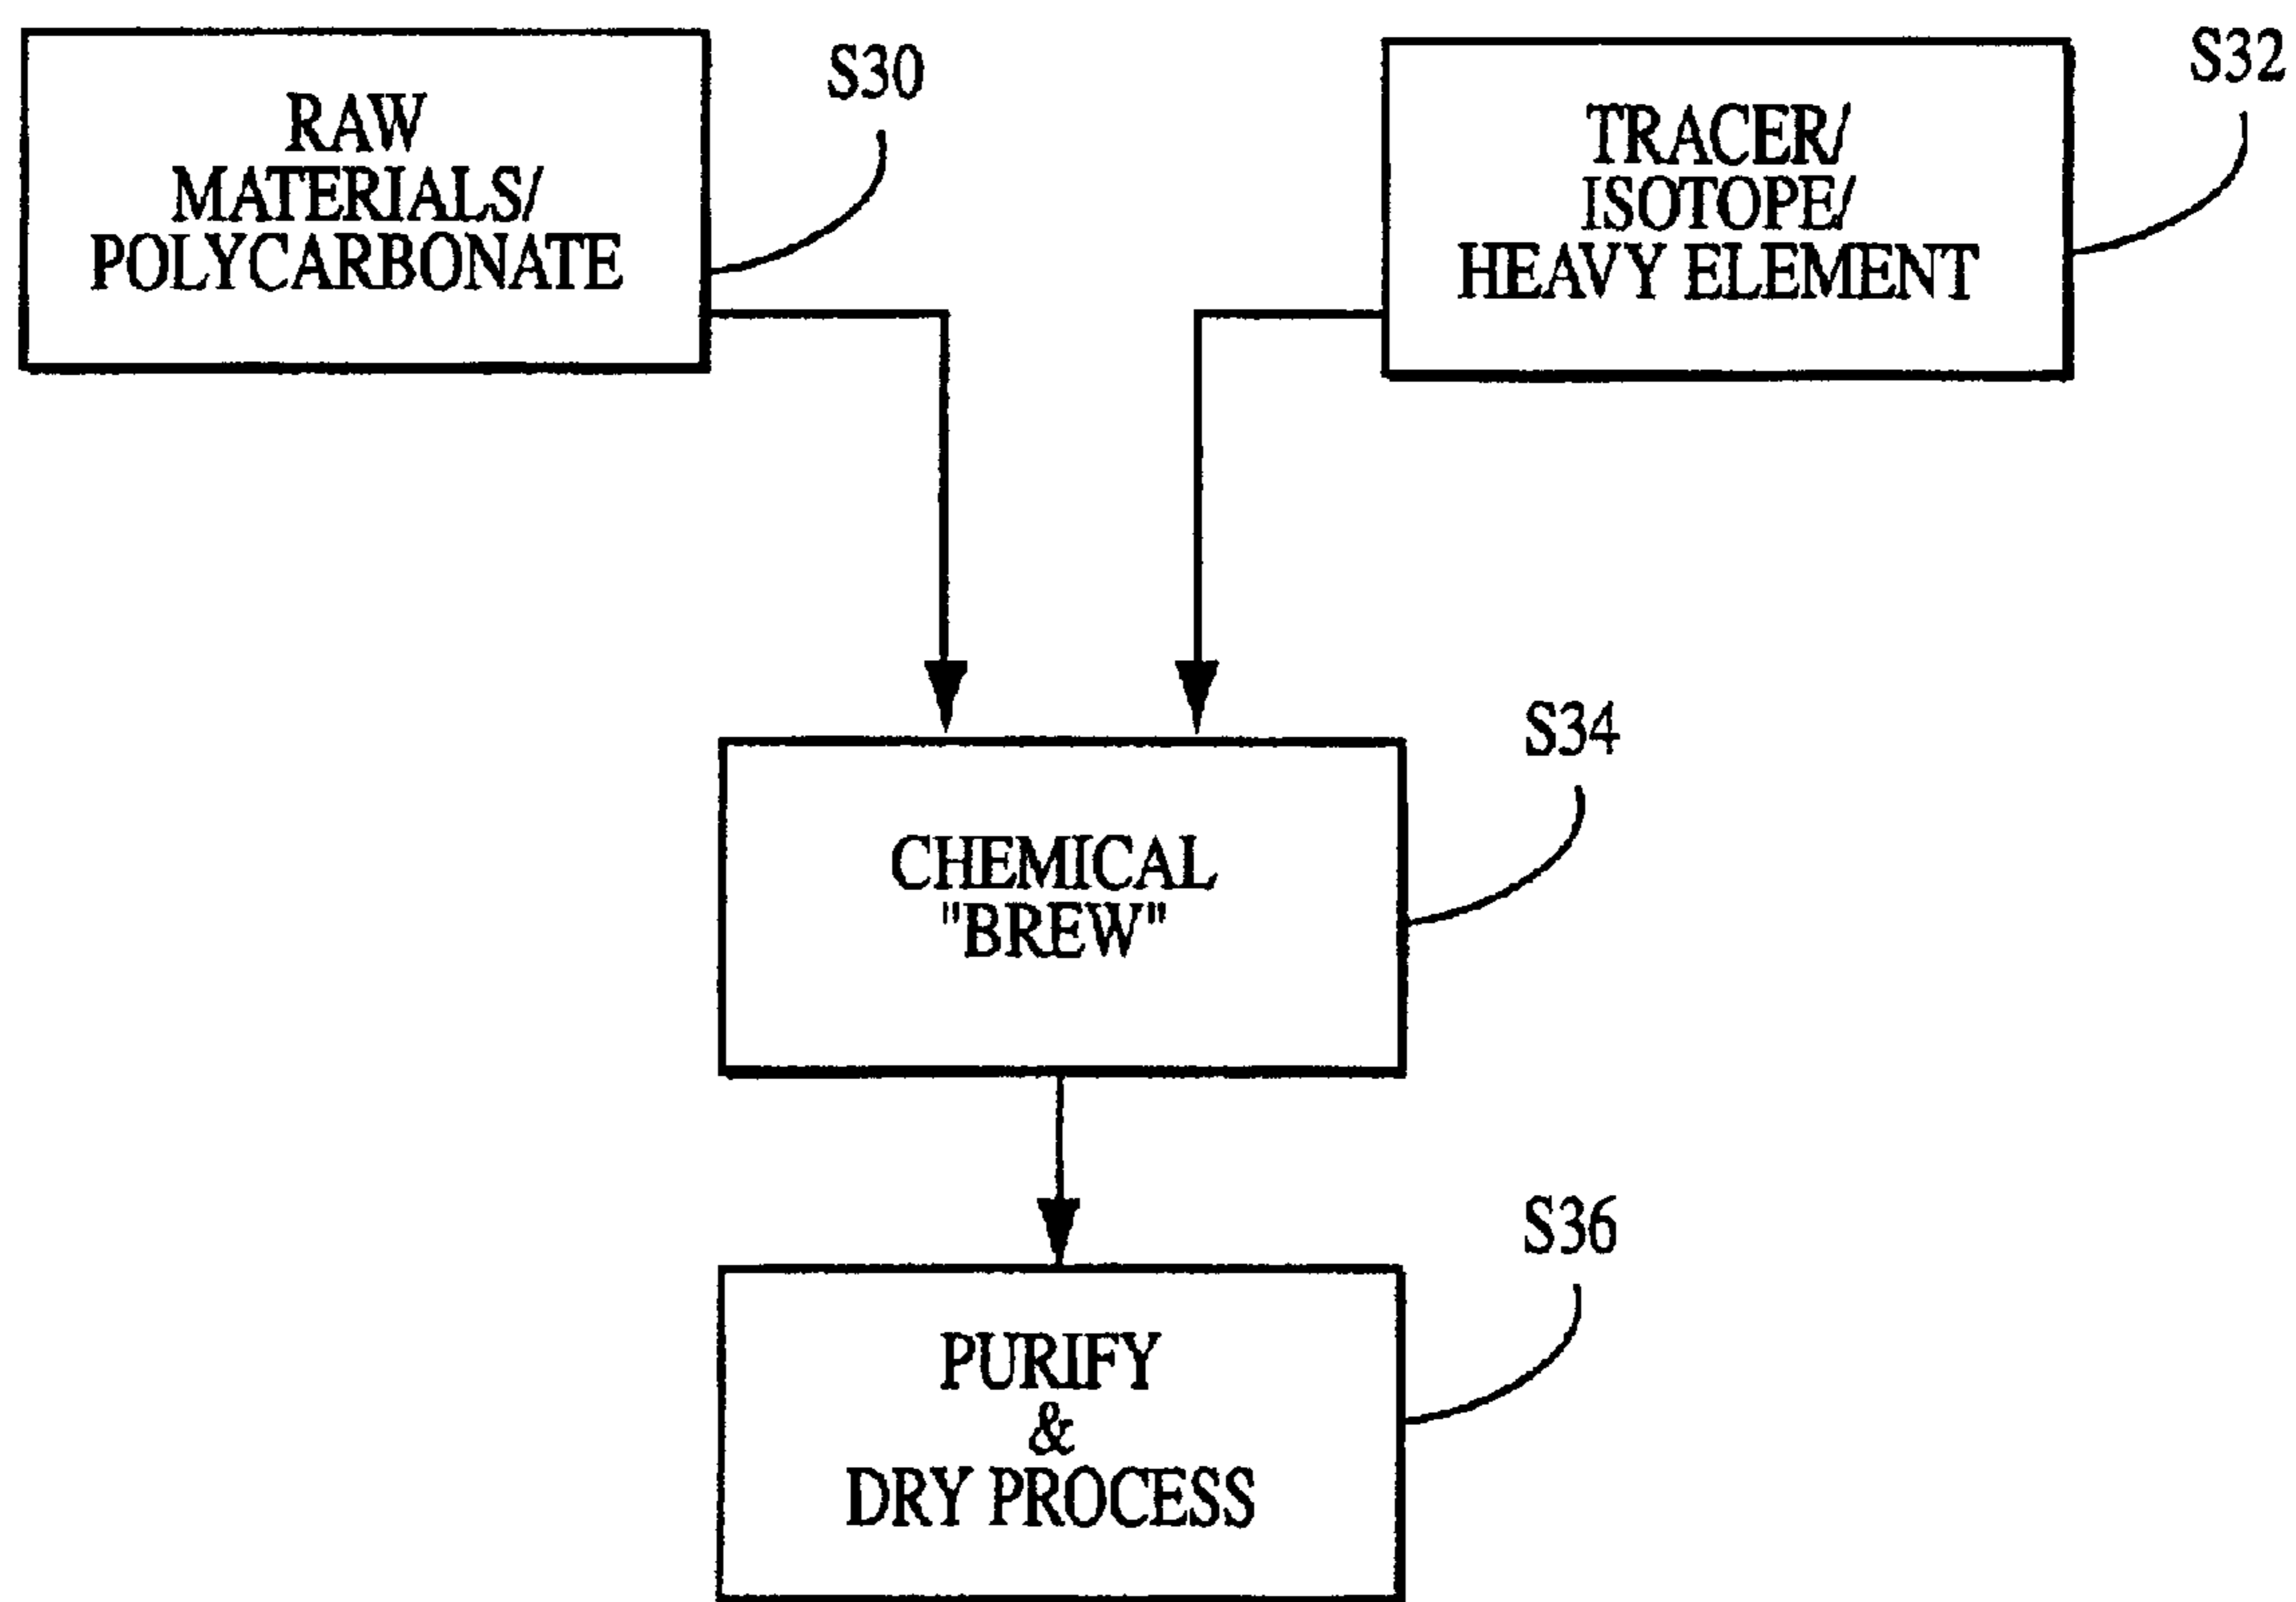 RAW
MATERIALS/
POLYCARBONATE
S30
TRACER/
ISOTOPE/
HEAVY ELEMENT
S32
CHEMICAL
"BREW"
S34
PURIFY
&
DRY PROCESS
S36